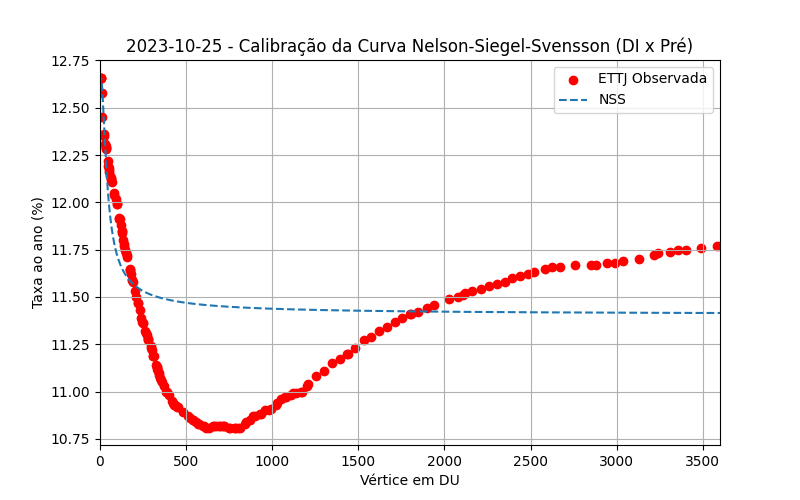 2023-10-25 - Calibração da Curva Nelson-Siegel-Svensson (DI x Pré)
ETTJ Observada
NSS
Taxa ao ano (%)
12.75
12.50
12.25
12.00
11.75
11.50
11.25
11.00
10.75
0 500 1000 1500 2000 2500 3000 3500
Vértice em DU